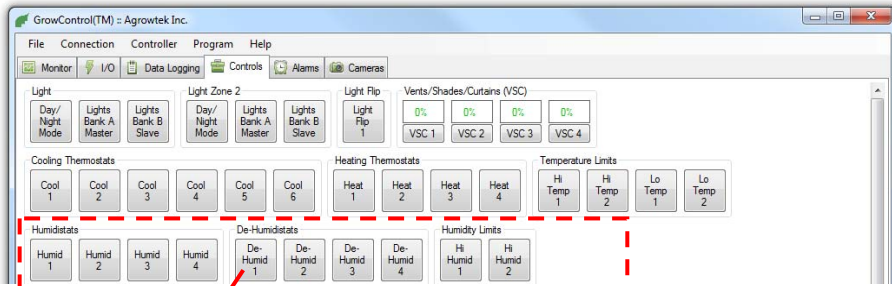 GrowControl(TM) :: Agrowtek Inc.
File Connection Controller Program Help
Monitor I/O Data Logging Controls Alarms Cameras
Light Light Zone 2 Light Flip Vents/Shades/Curtains (VSC)
Day/ Night Mode Lights Bank A Master Lights Bank B Slave Day/ Night Mode Lights Bank A Master Lights Bank B Slave Light Flip 1 0% 0% 0% 0%
VSC 1 VSC 2 VSC 3 VSC 4
Cooling Thermostats Heating Thermostats Temperature Limits
Cool 1 Cool 2 Cool 3 Cool 4 Cool 5 Cool 6 Heat 1 Heat 2 Heat 3 Heat 4 Hi Temp 1 Hi Temp 2 Lo Temp 1 Lo Temp 2
Humidistats De-Humidistats Humidity Limits
Humid 1 Humid 2 Humid 3 Humid 4 De- Humid 1 De- Humid 2 De- Humid 3 De- Humid 4 Hi Humid 1 Hi Humid 2